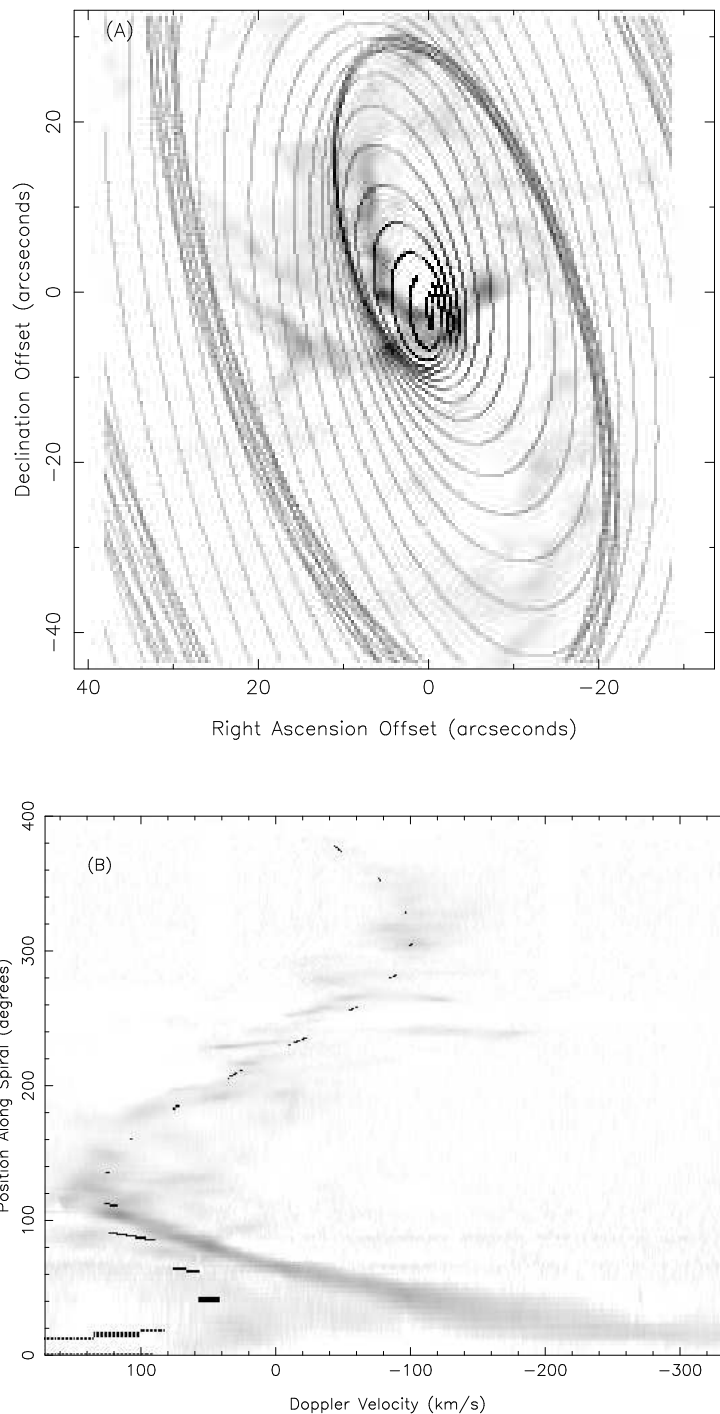 (A)
20
0
−20
−40
Declination Offset (arcseconds)
40 20 0 −20
Right Ascension Offset (arcseconds)
(B)
400
300
200
100
0
Position Along Spiral (degrees)
100 0 −100 −200 −300
Doppler Velocity (km/s)